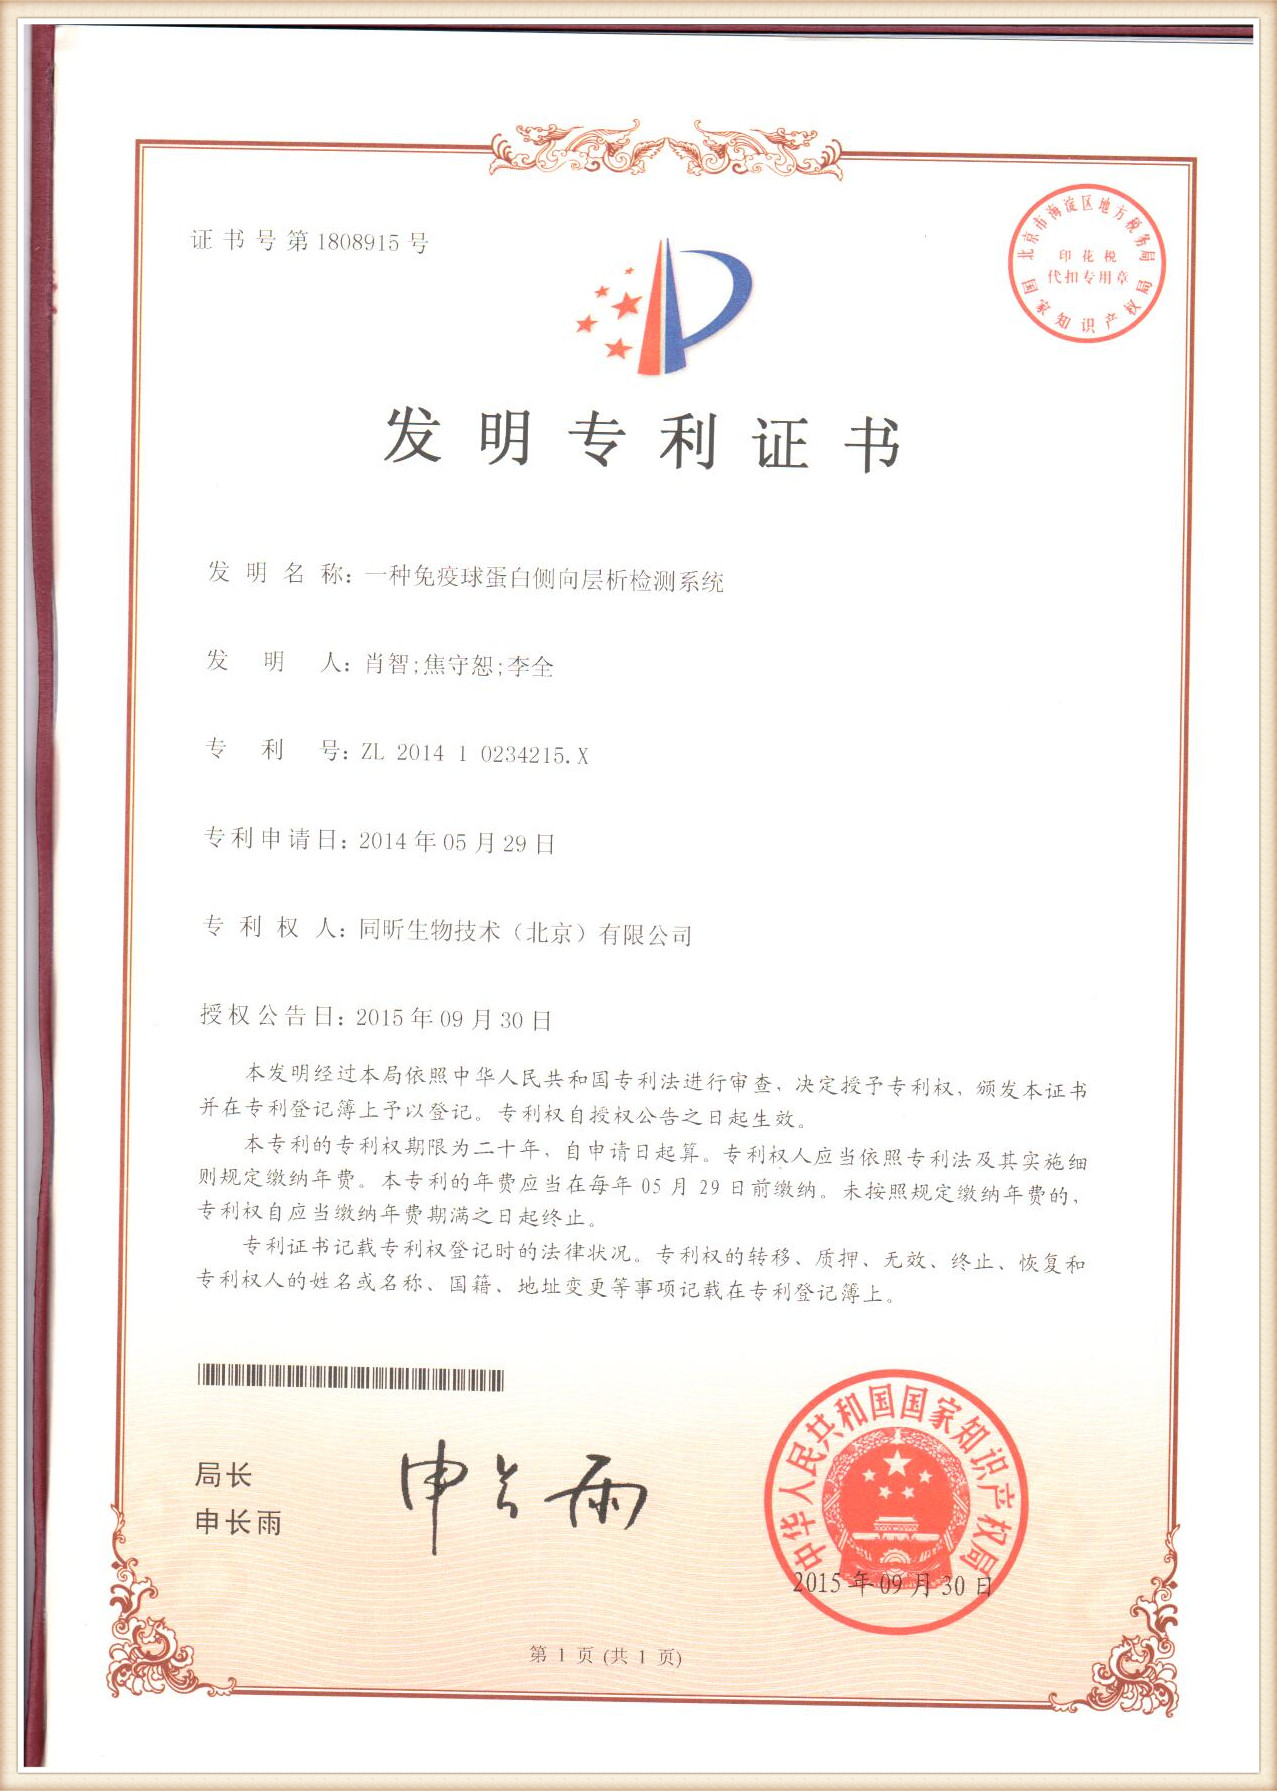 证书号第1808915号
北京市海淀区地方税务局
印花税
代扣专用章
国家知识产权局
发明专利证书
发明名称：一种免疫球蛋白侧向层析检测系统
发明人：肖智;焦守恕;李全
专利号：ZL 2014 1 0234215.X
专利申请日：2014年05月29日
专利权人：同昕生物技术（北京）有限公司
授权公告日：2015年09月30日
本发明经过本局依照中华人民共和国专利法进行审查，决定授予专利权，颁发本证书
并在专利登记簿上予以登记。专利权自授权公告之日起生效。
本专利的专利权期限为二十年，自申请日起算。专利权人应当依照专利法及其实施细
则规定缴纳年费。本专利的年费应当在每年05月29日前缴纳。未按照规定缴纳年费的，
专利权自应当缴纳年费期满之日起终止。
专利证书记载专利权登记时的法律状况。专利权的转移、质押、无效、终止、恢复和
专利权人的姓名或名称、国籍、地址变更等事项记载在专利登记簿上。
局长
申长雨
申长雨
中华人民共和国国家知识产权局
2015年09月30日
第1页(共1页)